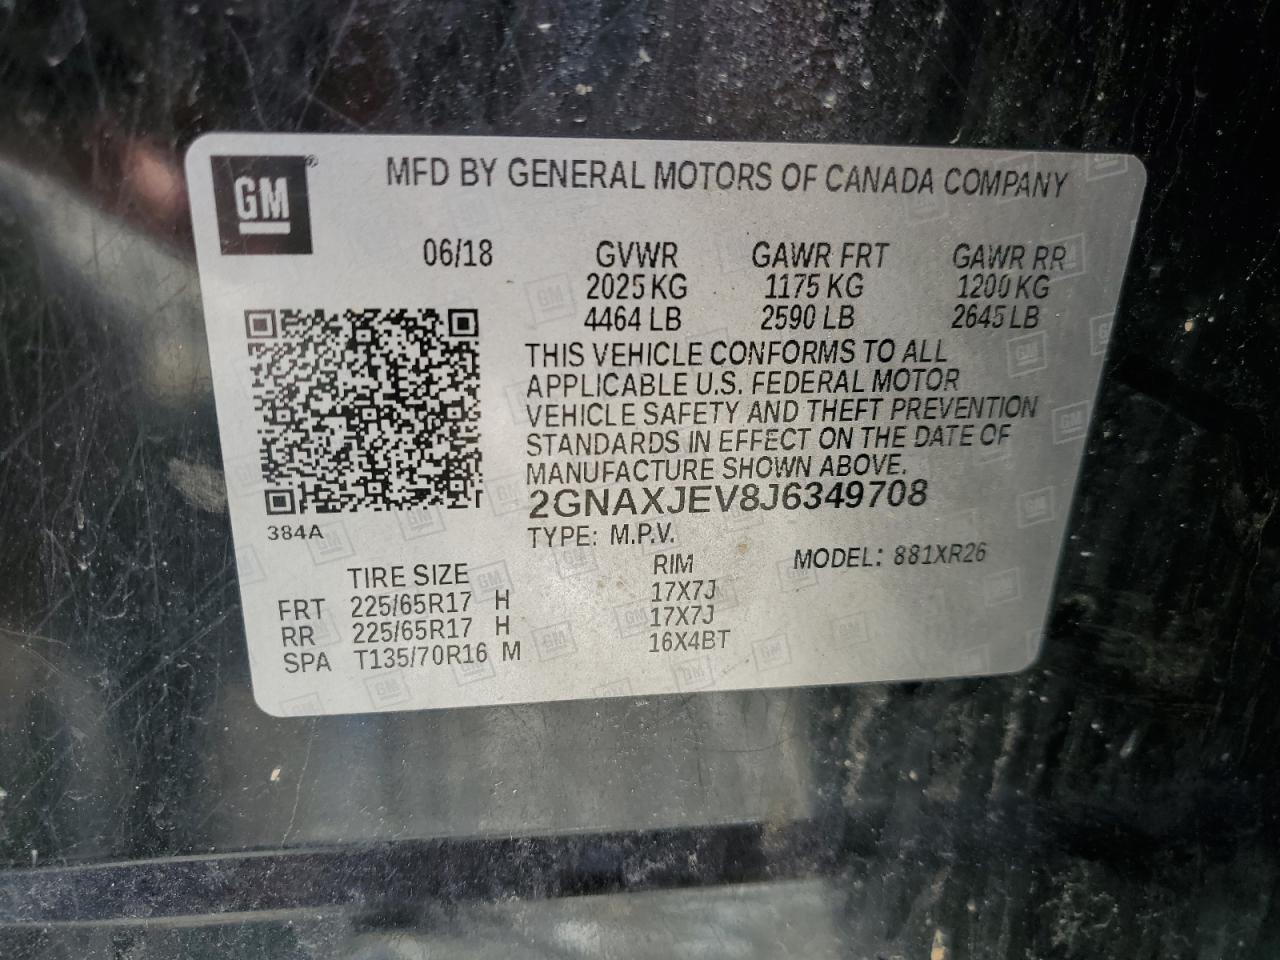 GM®
MFD BY GENERAL MOTORS OF CANADA COMPANY
06/18 GVWR GAWR FRT GAWR RR
2025 KG 1175 KG 1200 KG
4464 LB 2590 LB 2645 LB
THIS VEHICLE CONFORMS TO ALL
APPLICABLE U.S. FEDERAL MOTOR
VEHICLE SAFETY AND THEFT PREVENTION
STANDARDS IN EFFECT ON THE DATE OF
MANUFACTURE SHOWN ABOVE.
2GNAXJEV8J6349708
384A
TYPE: M.P.V.
MODEL: 881XR26
TIRE SIZE RIM
FRT 225/65R17 H 17X7J
RR 225/65R17 H 17X7J
SPA T135/70R16 M 16X4BT